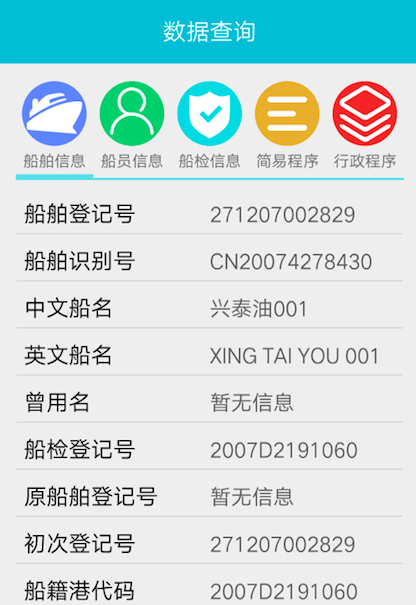 数据查询
船舶信息 船员信息 船检信息 简易程序 行政程序
船舶登记号 271207002829
船舶识别号 CN20074278430
中文船名 兴泰油001
英文船名 XING TAI YOU 001
曾用名 暂无信息
船检登记号 2007D2191060
原船舶登记号 暂无信息
初次登记号 271207002829
船籍港代码 2007D2191060